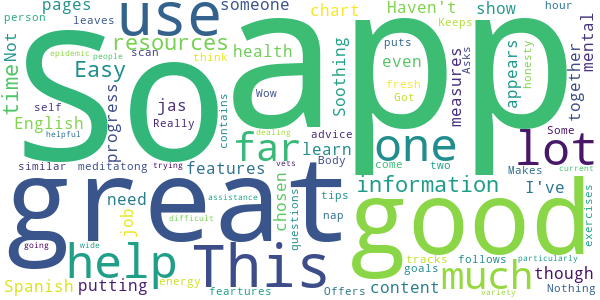 pages use someone chart Haven't show hour
person leaves Keeps
Not resources scan think Soothing puts even measures Asks appears honesty together mental
time Easy health Got fresh
epidemic people So app
self progress jas Wow
English Really contains advice one Some lot
helpful dealing far learn Body come two
similar meditatong trying features vets Makes current
great need chosen tips information I've
job assistance questions nap good exercises
difficult
going wide help This tracks follows particularly
Spanish putting energy goals much though
feartures Offers content variety Nothing